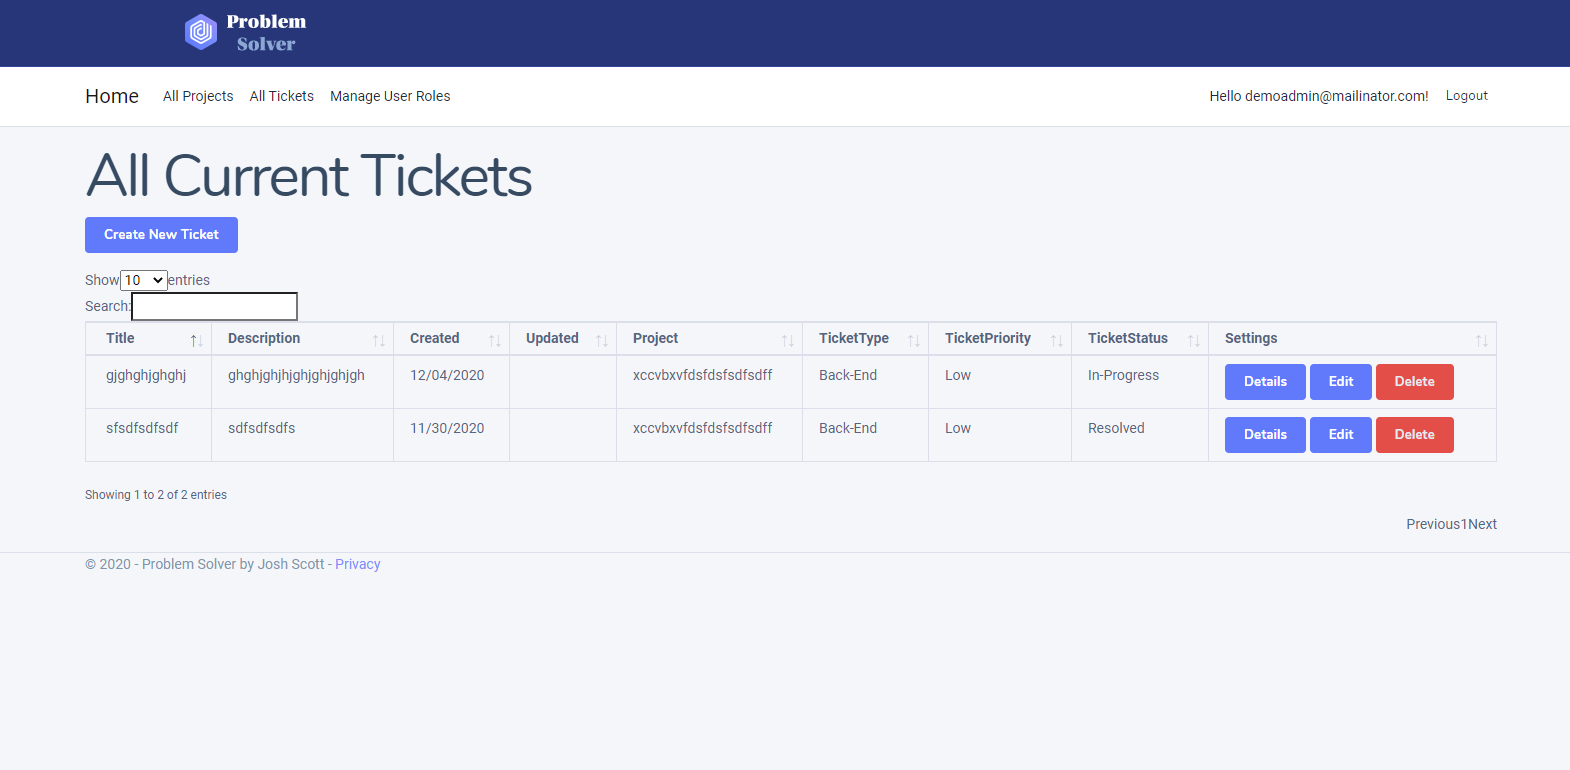 Problem
Solver
Home All Projects All Tickets Manage User Roles Hello demoadmin@mailinator.com! Logout
All Current Tickets
Create New Ticket
Show 10 entries
Search:
Title Description Created Updated Project TicketType TicketPriority TicketStatus Settings
gjghghjghghj ghghjghjhjghjghjghjgh 12/04/2020 xccvbxvfdsfdsfsdfsdff Back-End Low In-Progress Details Edit Delete
sfsdfsdfsdf sdfsdfsdfs 11/30/2020 xccvbxvfdsfdsfsdfsdff Back-End Low Resolved Details Edit Delete
Showing 1 to 2 of 2 entries
Previous1Next
© 2020 - Problem Solver by Josh Scott - Privacy